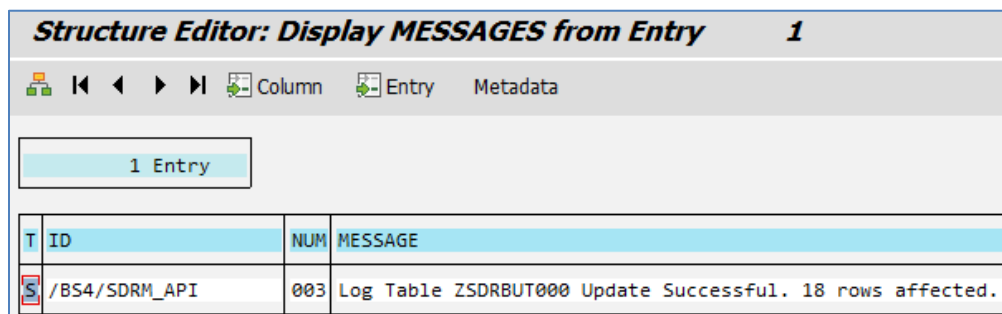 Structure Editor: Display MESSAGES from Entry 1
Column Entry Metadata
1 Entry
T ID NUM MESSAGE
S /BS4/SDRM_API 003 Log Table ZSDRBUT000 Update Successful. 18 rows affected.